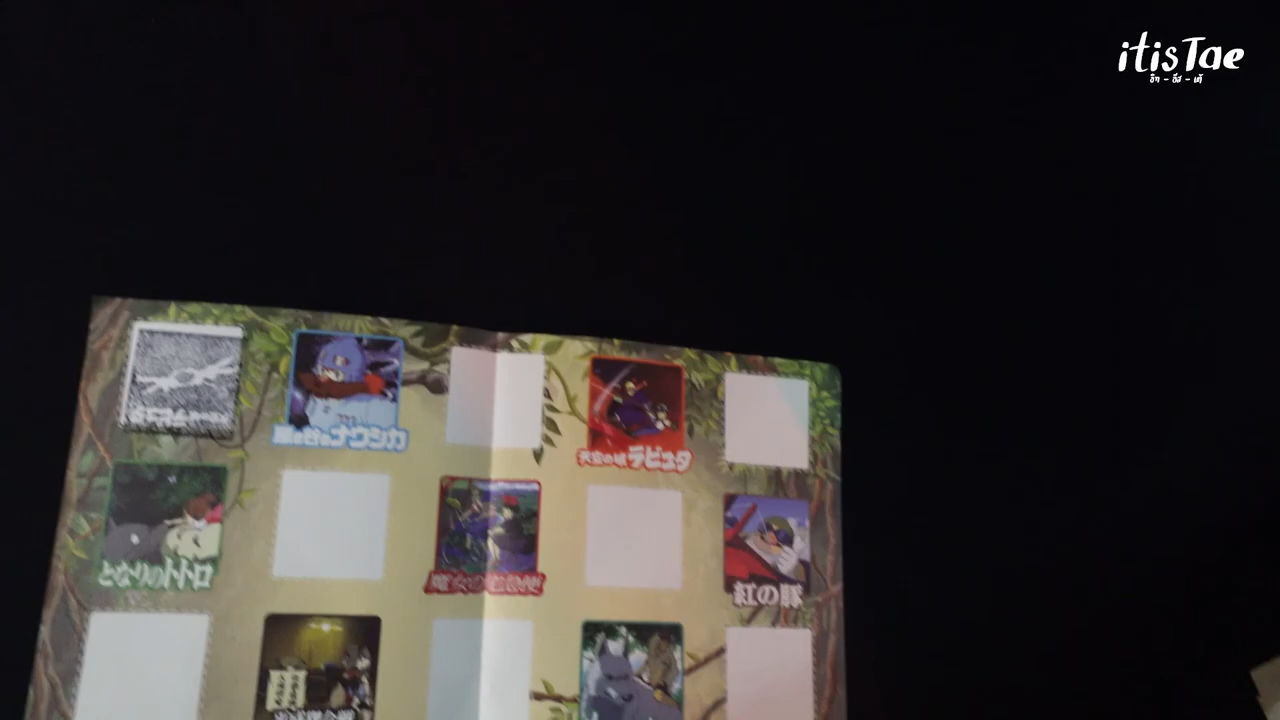 itisTae
อิท - ดีส - เต้
風の谷のナウシカ
天空の城ラピュタ
となりのトトロ
魔女の宅急便
紅の豚